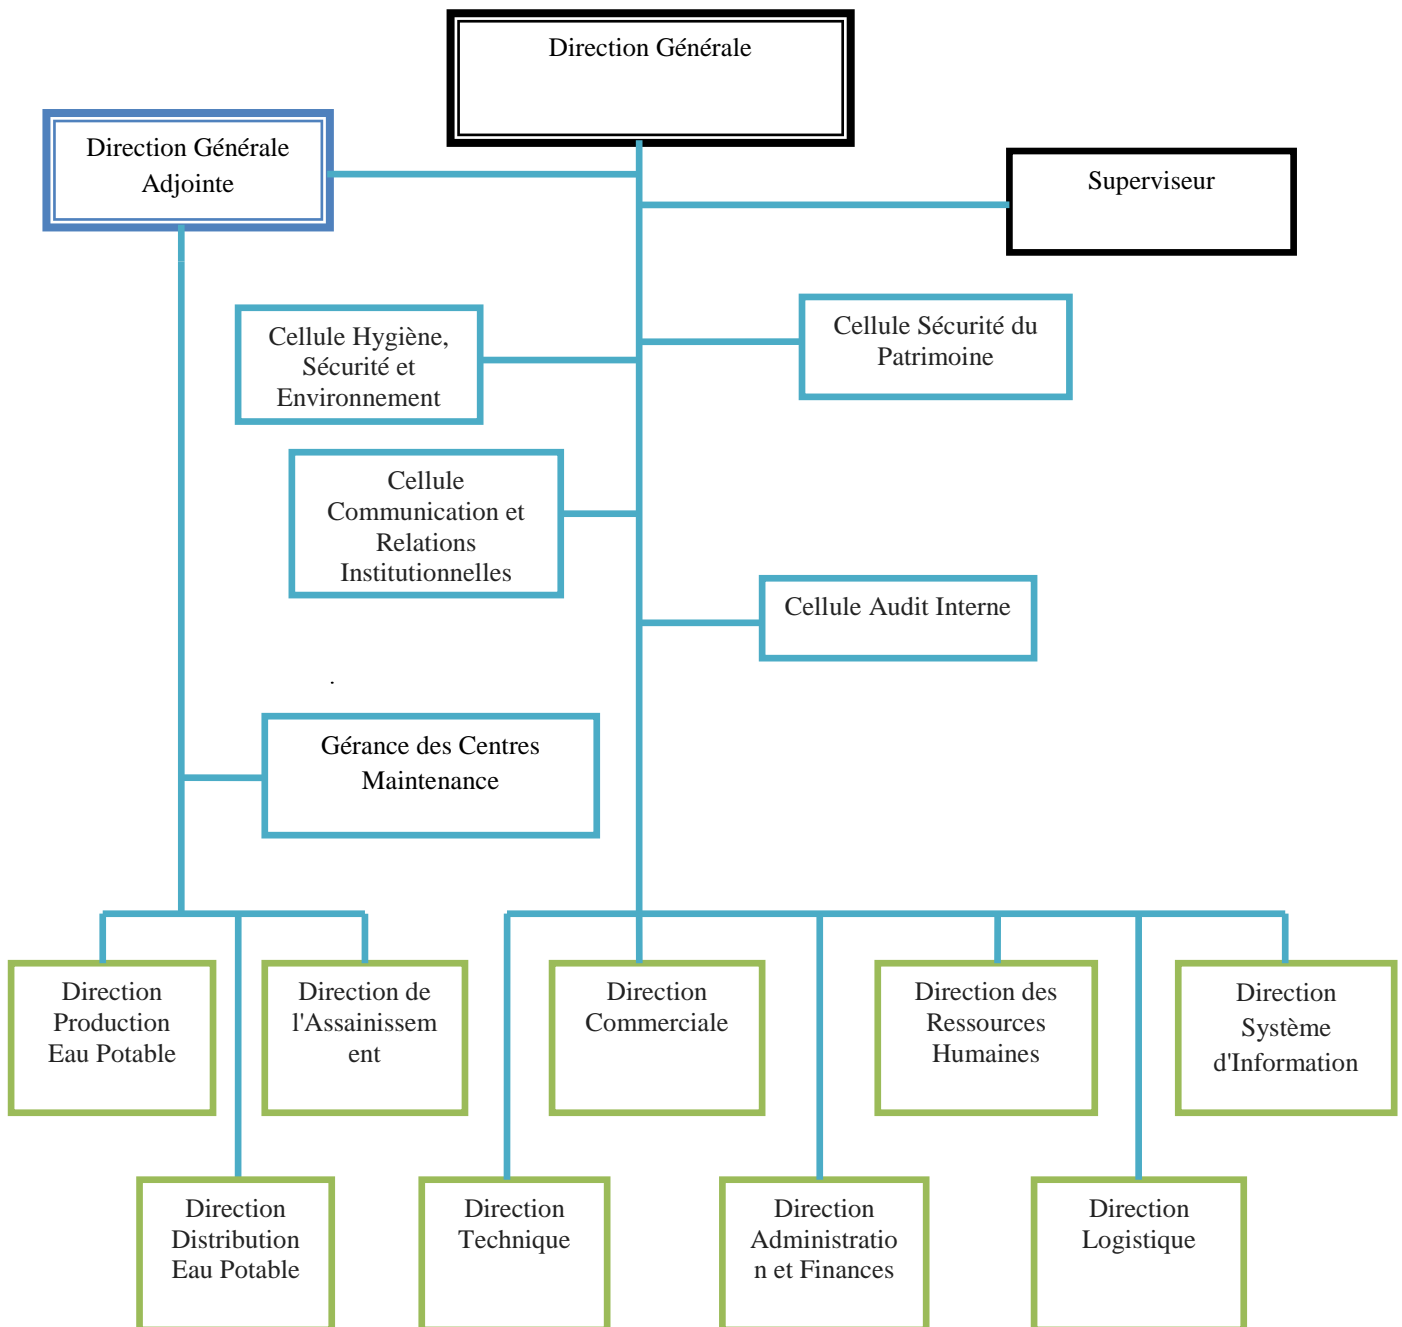 Direction Générale
Direction Générale
Adjointe
Superviseur
Cellule Hygiène,
Sécurité et
Environnement
Cellule Sécurité du
Patrimoine
Cellule
Communication et
Relations
Institutionnelles
Cellule Audit Interne
.
Gérance des Centres
Maintenance
Direction
Production
Eau Potable
Direction de
l'Assainissem
ent
Direction
Commerciale
Direction des
Ressources
Humaines
Direction
Système
d'Information
Direction
Distribution
Eau Potable
Direction
Technique
Direction
Administratio
n et Finances
Direction
Logistique